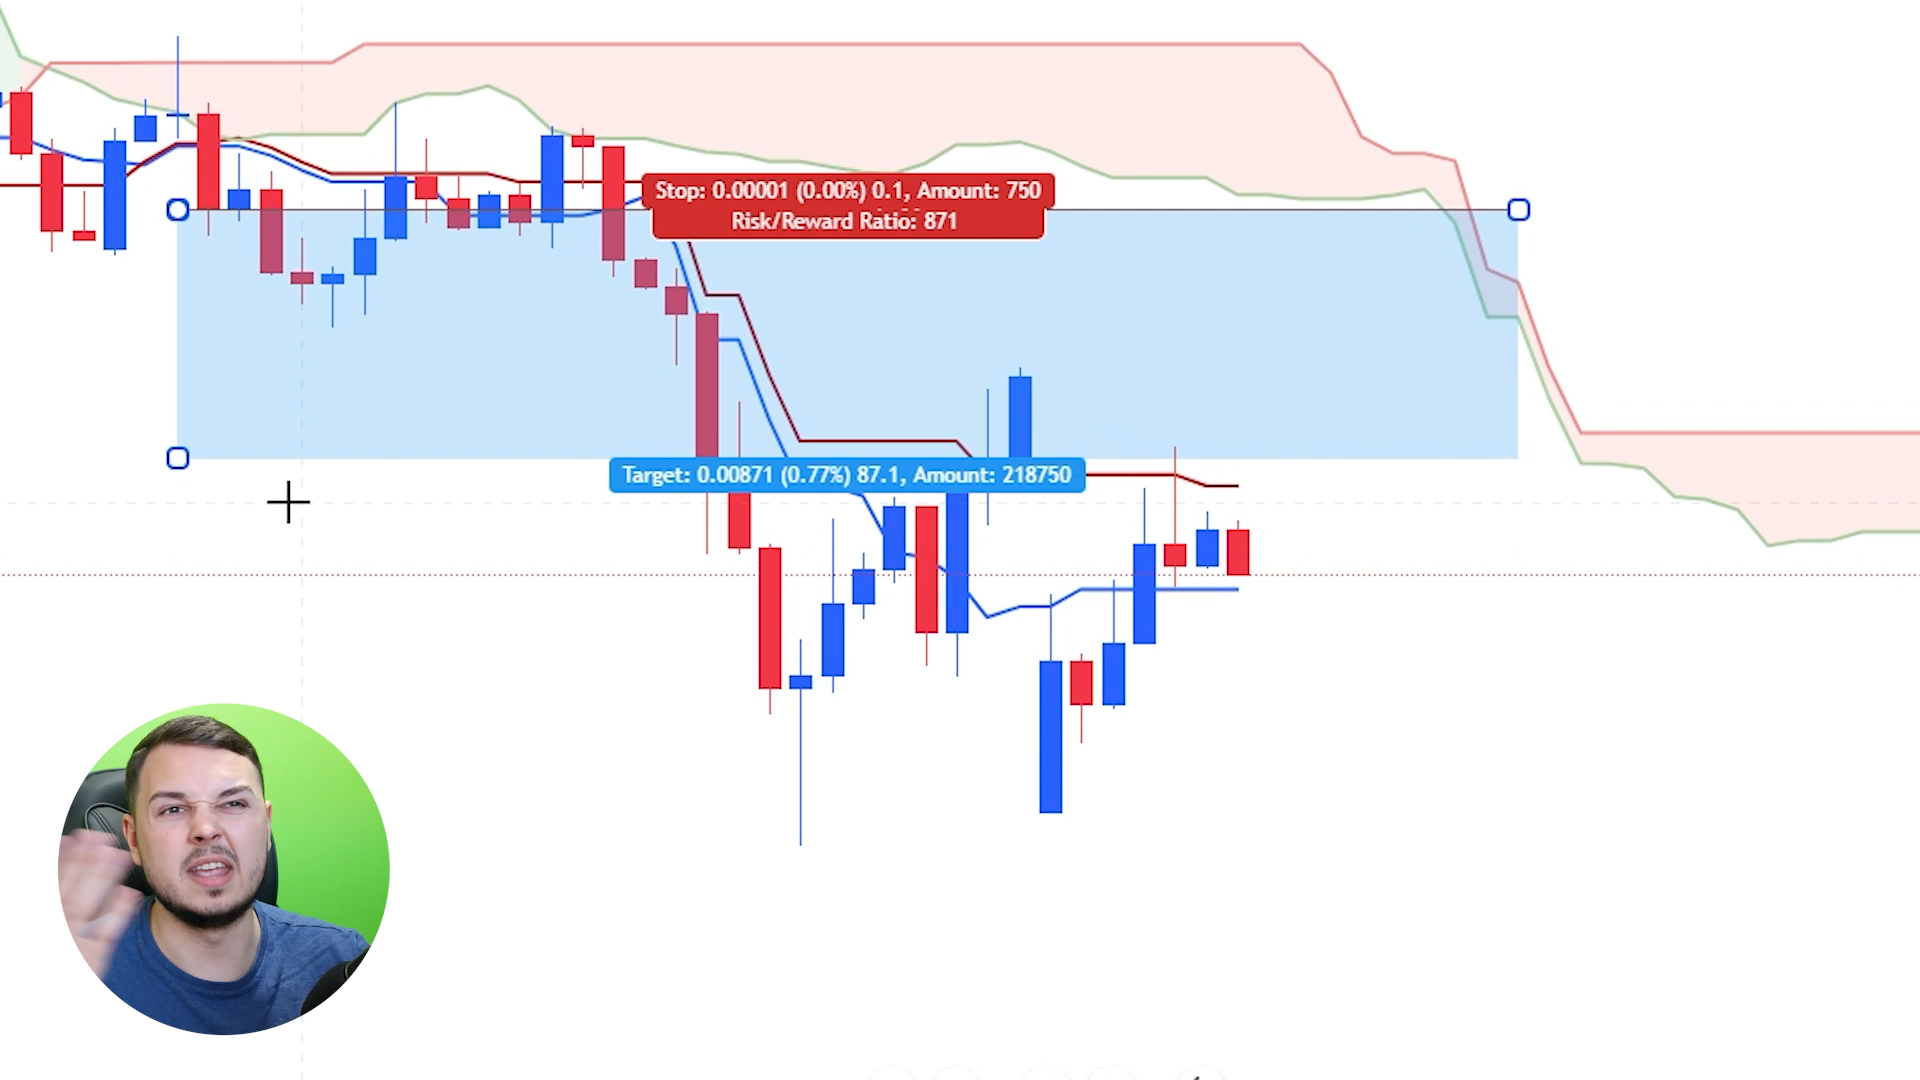 Stop: 0.00001 (0.00%) 0.1, Amount: 750
Risk/Reward Ratio: 871
Target: 0.00871 (0.77%) 87.1, Amount: 218750